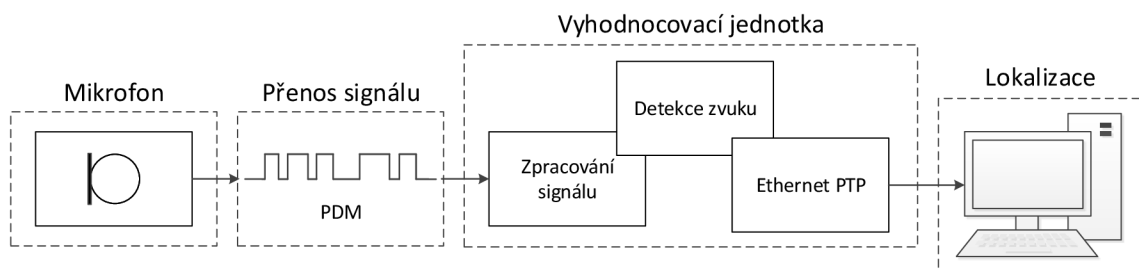 Vyhodnocovací jednotka
Mikrofon
Přenos signálu
Lokalizace
Detekce zvuku
Zpracování
signálu
Ethernet PTP
PDM